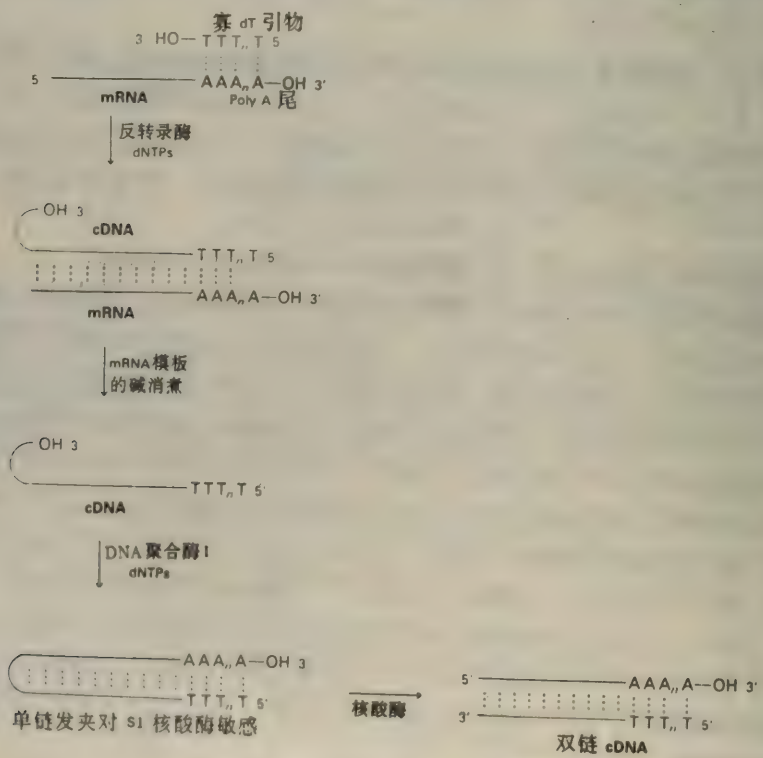 寡 dT 引物
3 HO—TTT„T 5
5 AAAₙA—OH 3'
mRNA Poly A 尾
反转录酶
dNTPs
OH 3
cDNA
TTTₙT 5
AAAₙA—OH 3'
mRNA
mRNA模板
的碱消煮
OH 3
TTTₙT 5'
cDNA
DNA聚合酶I
dNTPs
AAA„A—OH 3
TTT„T 5'
单链发夹对 S1 核酸酶敏感
核酸酶
5' AAA„A—OH 3'
3' TTT„T 5'
双链 cDNA